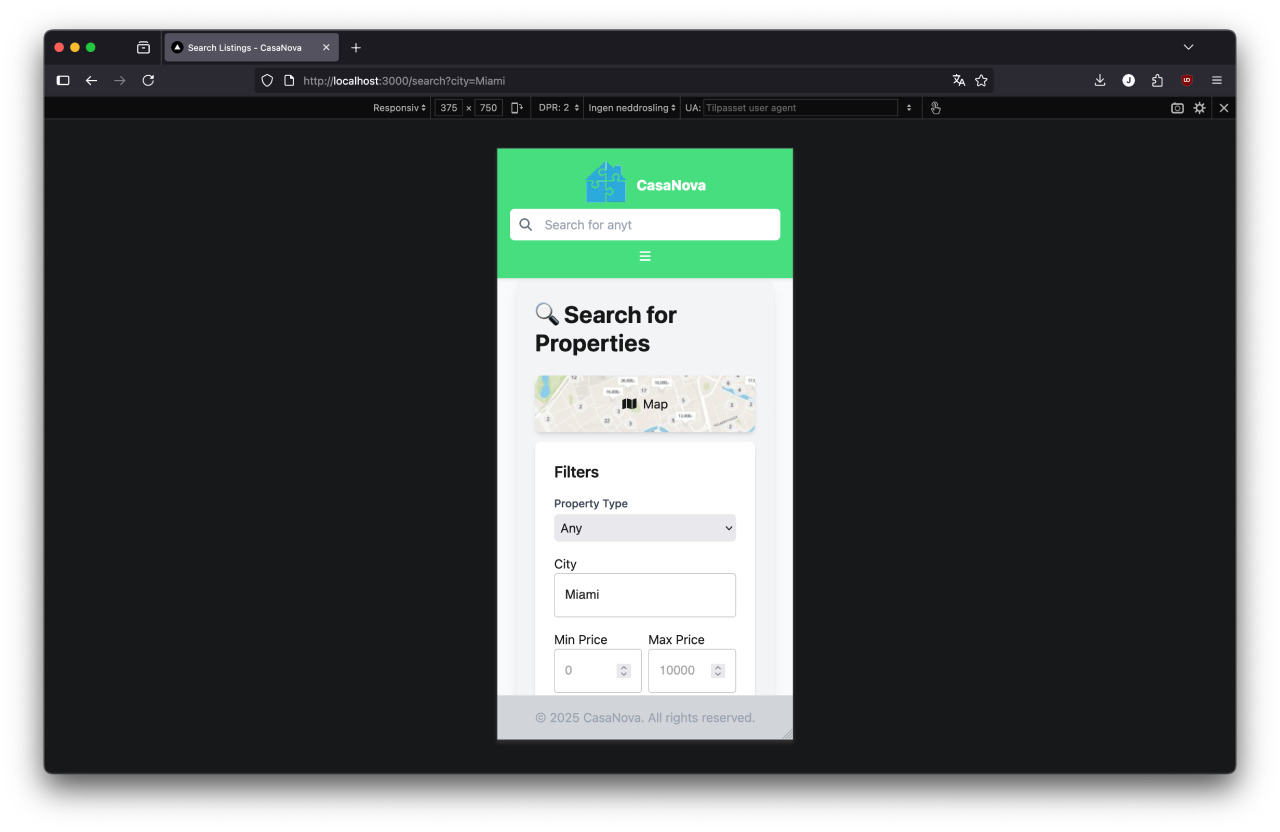 Search Listings - CasaNova
http://localhost:3000/search?city=Miami
J
UD
Responsiv
375 × 750
DPR: 2
Ingen neddrosling
UA: Tilpasset user agent
CasaNova
Search for anyt
Search for
Properties
Map
Filters
Property Type
Any
City
Miami
Min Price
Max Price
0
10000
© 2025 CasaNova. All rights reserved.